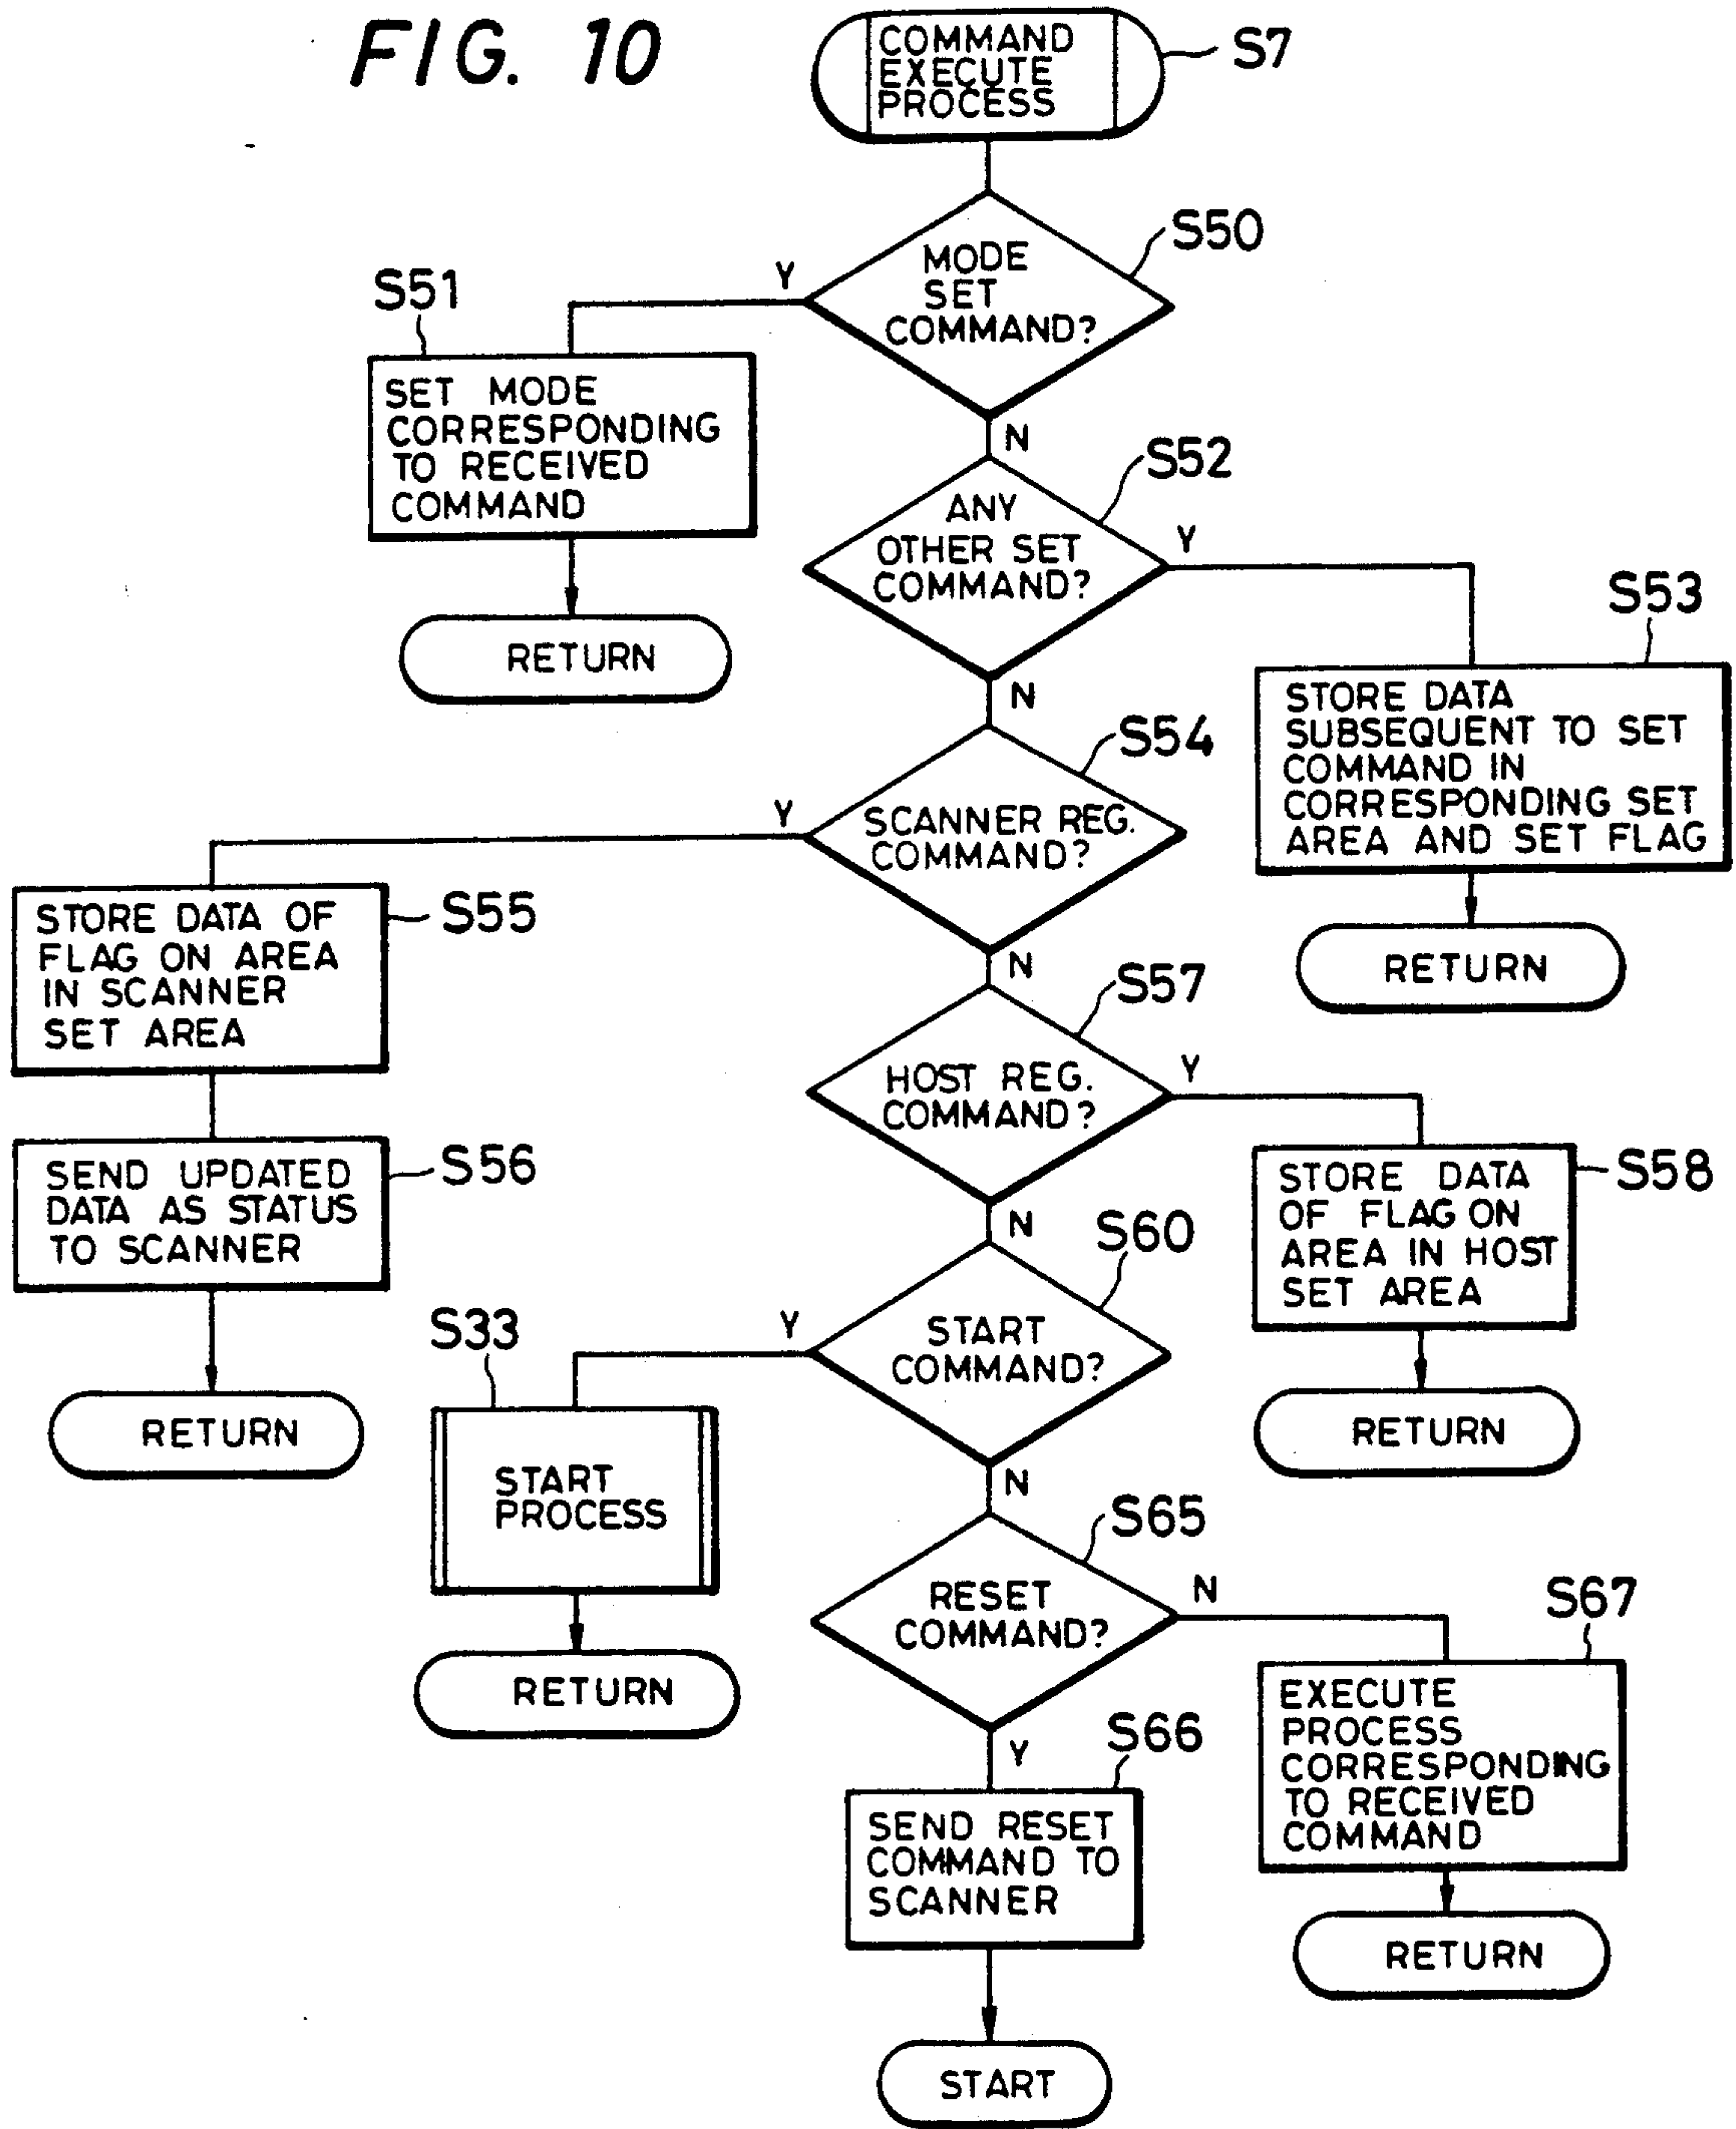 FIG. 10
COMMAND
EXECUTE
PROCESS
S7
MODE
SET
COMMAND?
S50
Y
N
S51
SET MODE
CORRESPONDING
TO RECEIVED
COMMAND
RETURN
ANY
OTHER SET
COMMAND?
S52
Y
N
S53
STORE DATA
SUBSEQUENT TO SET
COMMAND IN
CORRESPONDING SET
AREA AND SET FLAG
RETURN
SCANNER REG.
COMMAND?
S54
Y
N
STORE DATA OF
FLAG ON AREA
IN SCANNER
SET AREA
S55
SEND UPDATED
DATA AS STATUS
TO SCANNER
S56
RETURN
HOST REG.
COMMAND?
S57
Y
N
STORE DATA
OF FLAG ON
AREA IN HOST
SET AREA
S58
RETURN
START
COMMAND?
S60
Y
N
S33
START
PROCESS
RETURN
RESET
COMMAND?
S65
N
Y
S67
EXECUTE
PROCESS
CORRESPONDING
TO RECEIVED
COMMAND
RETURN
S66
SEND RESET
COMMAND TO
SCANNER
START